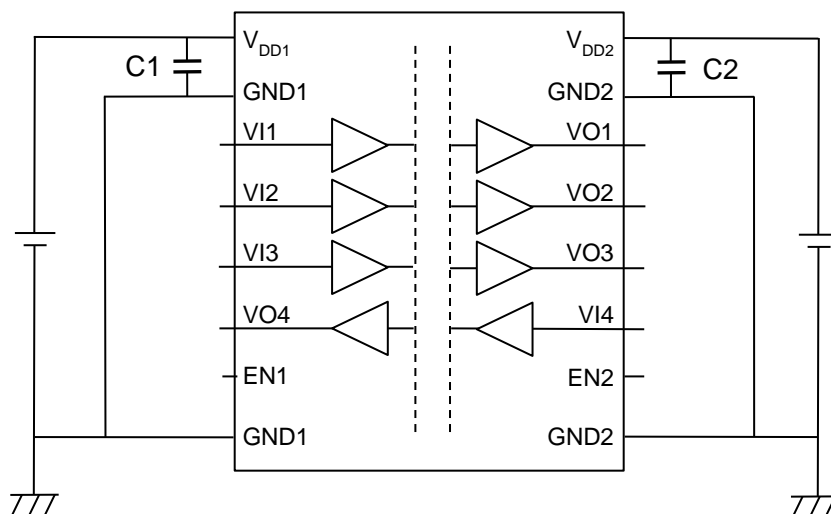 C1
V_DD1
GND1
VI1
VI2
VI3
VO4
EN1
GND1
V_DD2
C2
GND2
VO1
VO2
VO3
VI4
EN2
GND2